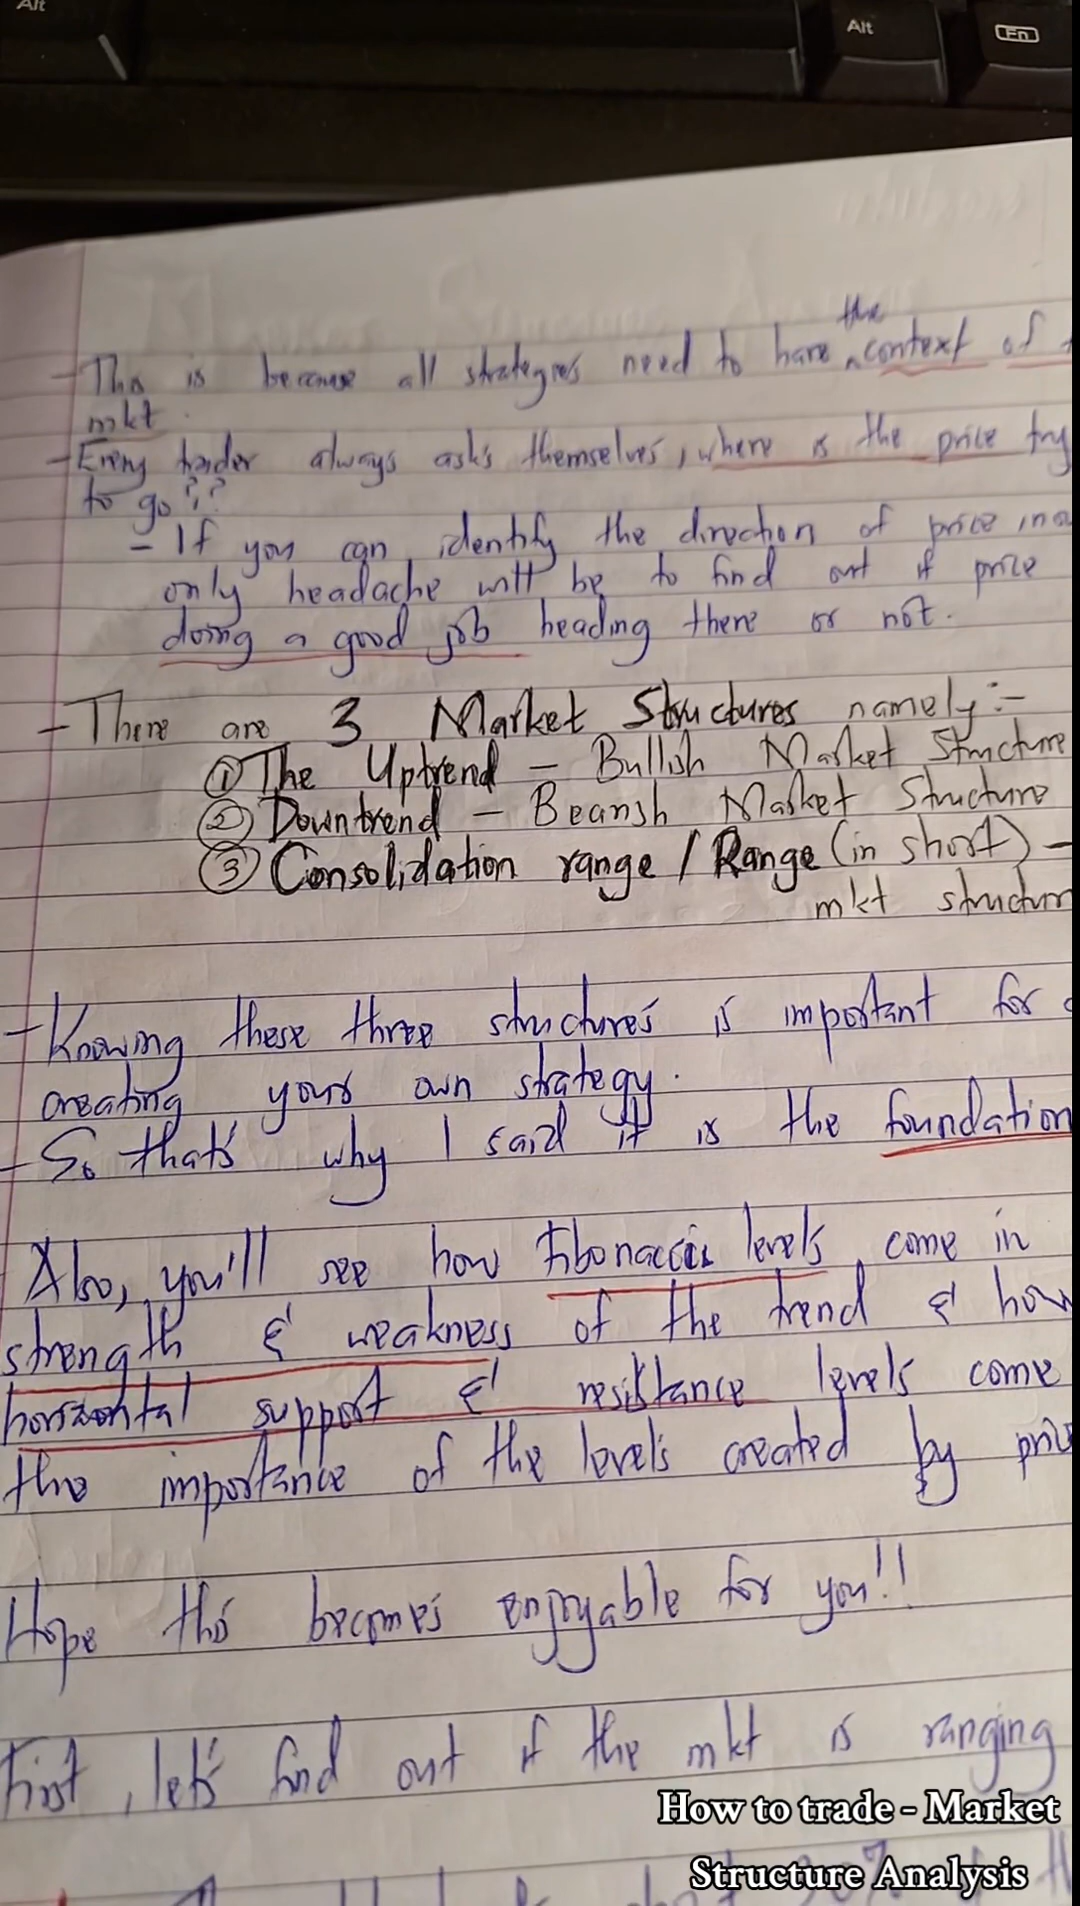 Alt
Alt
Fn
the
- This is because all strategies need to have ^ context of
mkt.
- Every trader always asks themselves, where is the price try
to go??
- If you can identify the direction of price
only headache will be to find out if price
doing a good job heading there or not.
- There are 3 Market Structures namely:-
① The Uptrend - Bullish Market Structure
② Downtrend - Bearish Market Structure
③ Consolidation range / Range (in short) -
mkt structur
- Knowing these three structures is important for
creating your own strategy.
- So that's why I said it is the foundation
Also, you'll see how Fibonacci levels come in
strength & weakness of the trend & how
horizontal support & resistance levels come
the importance of the levels created by price
Hope this becomes enjoyable for you!!
First, let's find out if the mkt is ranging
How to trade - Market
Structure Analysis